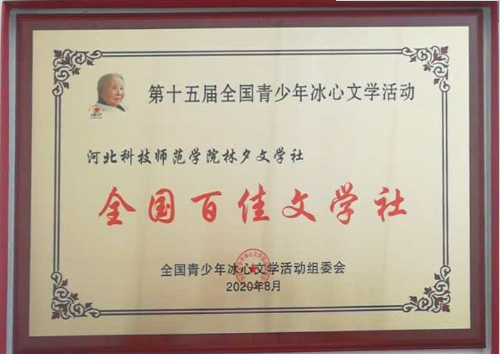 第十五届全国青少年冰心文学活动
河北科技师范学院林夕文学社
全国百佳文学社
全国青少年冰心文学活动组委会
2020年8月